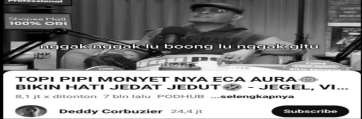 Shopee Mall
100% ORI
nggak nggak lu boong lu nggak gitu
TOPI PIPI MONYET NYA ECA AURA
BIKIN HATI JEDAT JEDUT - JEGEL, VI...
8,1 jt x ditonton 7 bln lalu PODHUB ...selengkapnya
Deddy Corbuzier 24,4 jt
Subscribe